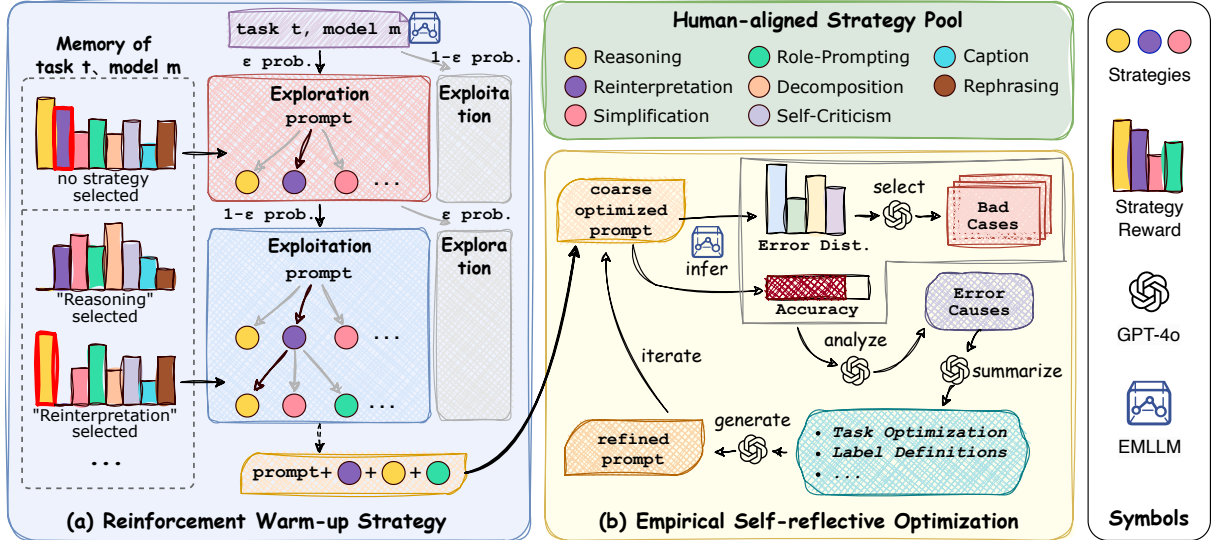 task t, model m
Memory of
task t、model m
ε prob.
1-ε prob.
Exploration
prompt
...
Exploita
tion
no strategy
selected
1-ε prob.
ε prob.
Exploitation
prompt
...
...
Explora
tion
"Reasoning"
selected
"Reinterpretation"
selected
...
prompt+ + +
(a) Reinforcement Warm-up Strategy
Human-aligned Strategy Pool
Reasoning
Role-Prompting
Caption
Reinterpretation
Decomposition
Rephrasing
Simplification
Self-Criticism
coarse
optimized
prompt
infer
Error Dist.
select
Bad
Cases
Accuracy
analyze
Error
Causes
summarize
iterate
generate
refined
prompt
• Task Optimization
• Label Definitions
• ...
(b) Empirical Self-reflective Optimization
Strategies
Strategy
Reward
GPT-4o
EMLLM
Symbols